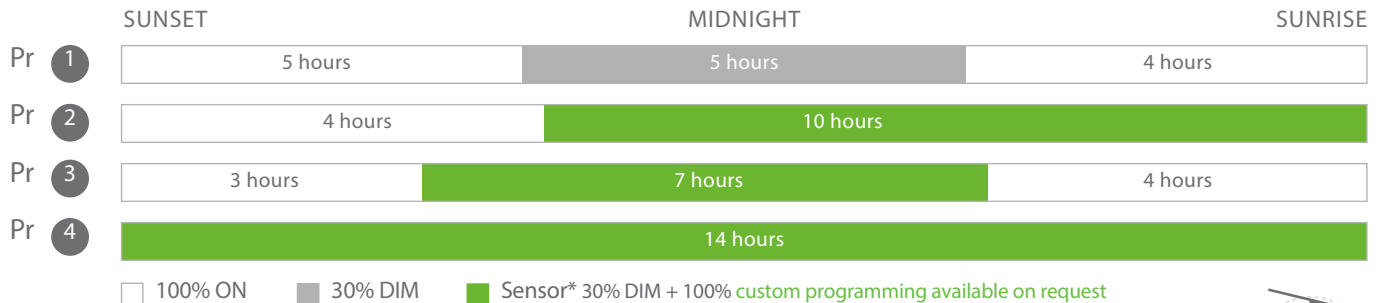 SUNSET MIDNIGHT SUNRISE
Pr 1 5 hours 5 hours 4 hours
Pr 2 4 hours 10 hours
Pr 3 3 hours 7 hours 4 hours
Pr 4 14 hours
100% ON 30% DIM Sensor* 30% DIM + 100% custom programming available on request